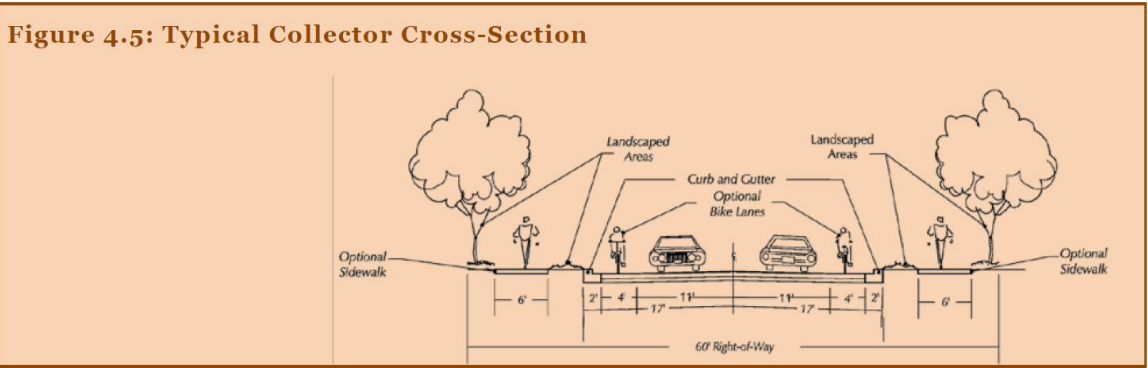 Figure 4.5: Typical Collector Cross-Section
Landscaped
Areas
Landscaped
Areas
Curb and Gutter
Optional
Bike Lanes
Optional
Sidewalk
Optional
Sidewalk
6' 2' 4' 11' 11' 4' 2' 6'
17' 17'
60' Right-of-Way